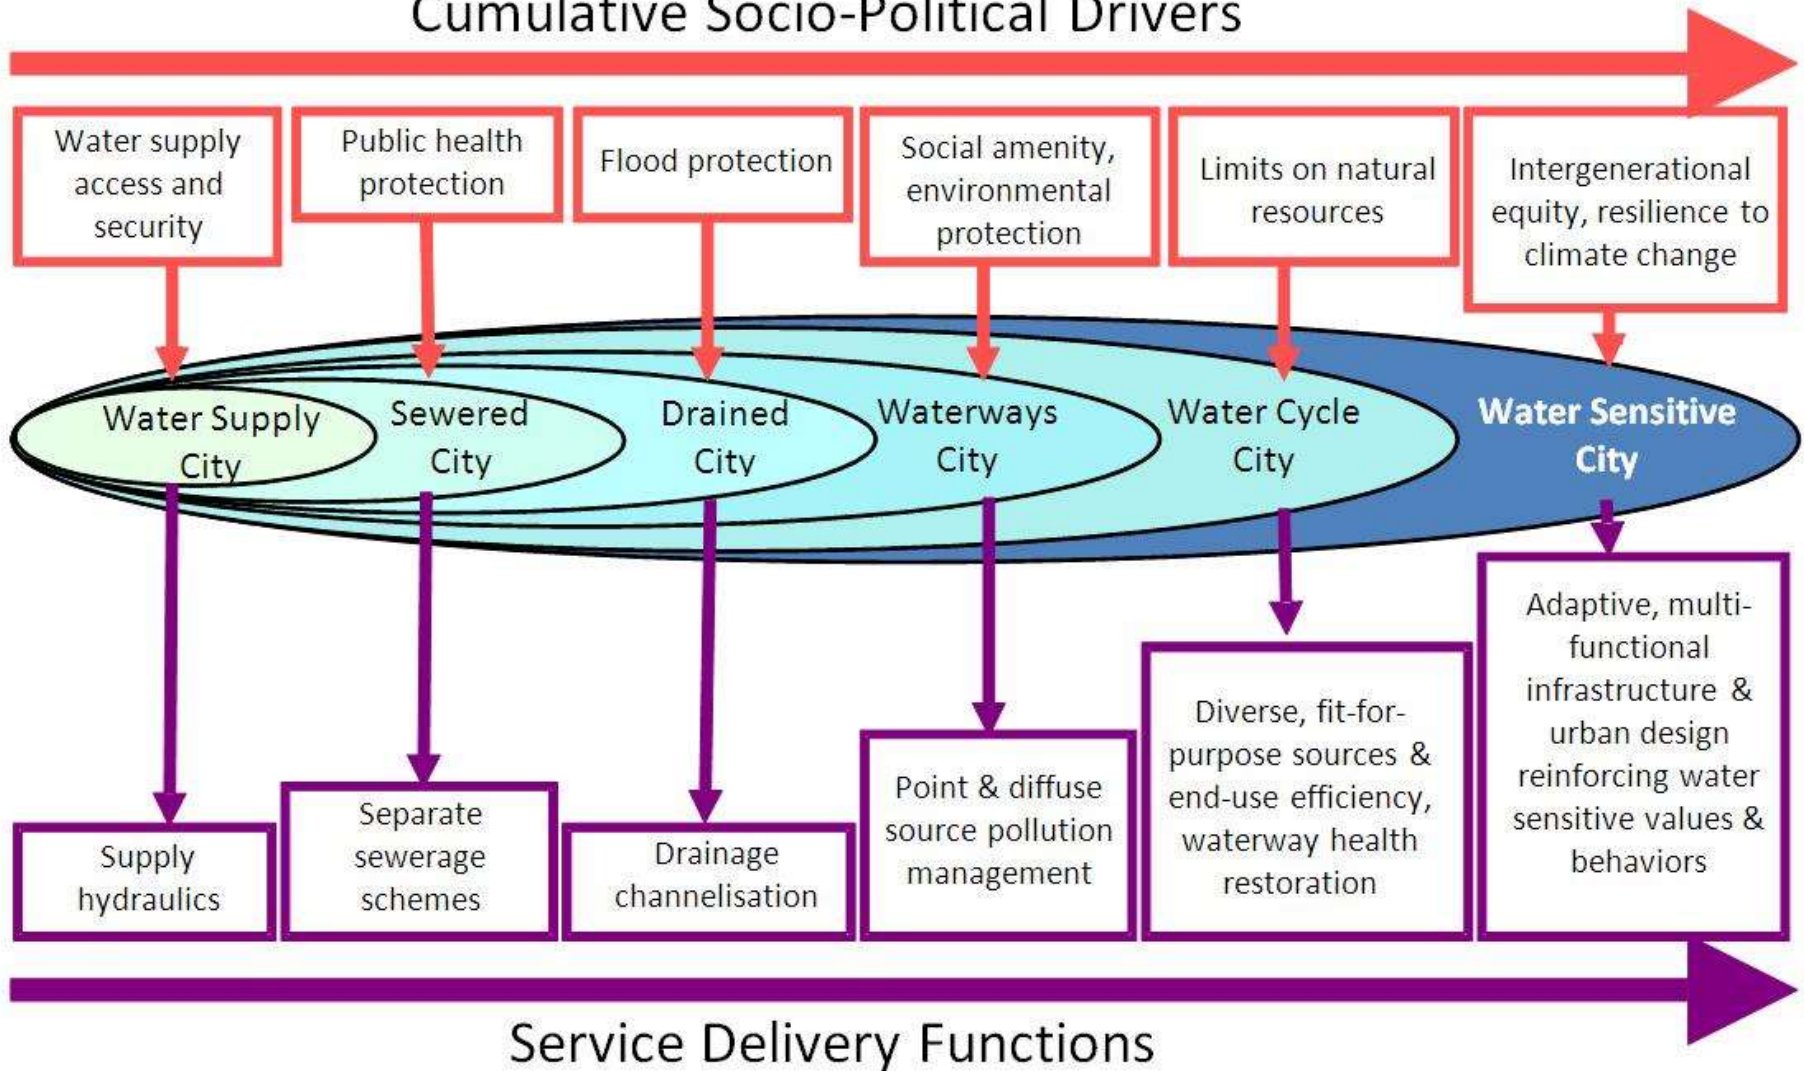 Cumulative Socio-Political Drivers
Water supply
access and
security
Public health
protection
Flood protection
Social amenity,
environmental
protection
Limits on natural
resources
Intergenerational
equity, resilience to
climate change
Water Supply
City
Sewered
City
Drained
City
Waterways
City
Water Cycle
City
Water Sensitive
City
Supply
hydraulics
Separate
sewerage
schemes
Drainage
channelisation
Point & diffuse
source pollution
management
Diverse, fit-for-
purpose sources &
end-use efficiency,
waterway health
restoration
Adaptive, multi-
functional
infrastructure &
urban design
reinforcing water
sensitive values &
behaviors
Service Delivery Functions